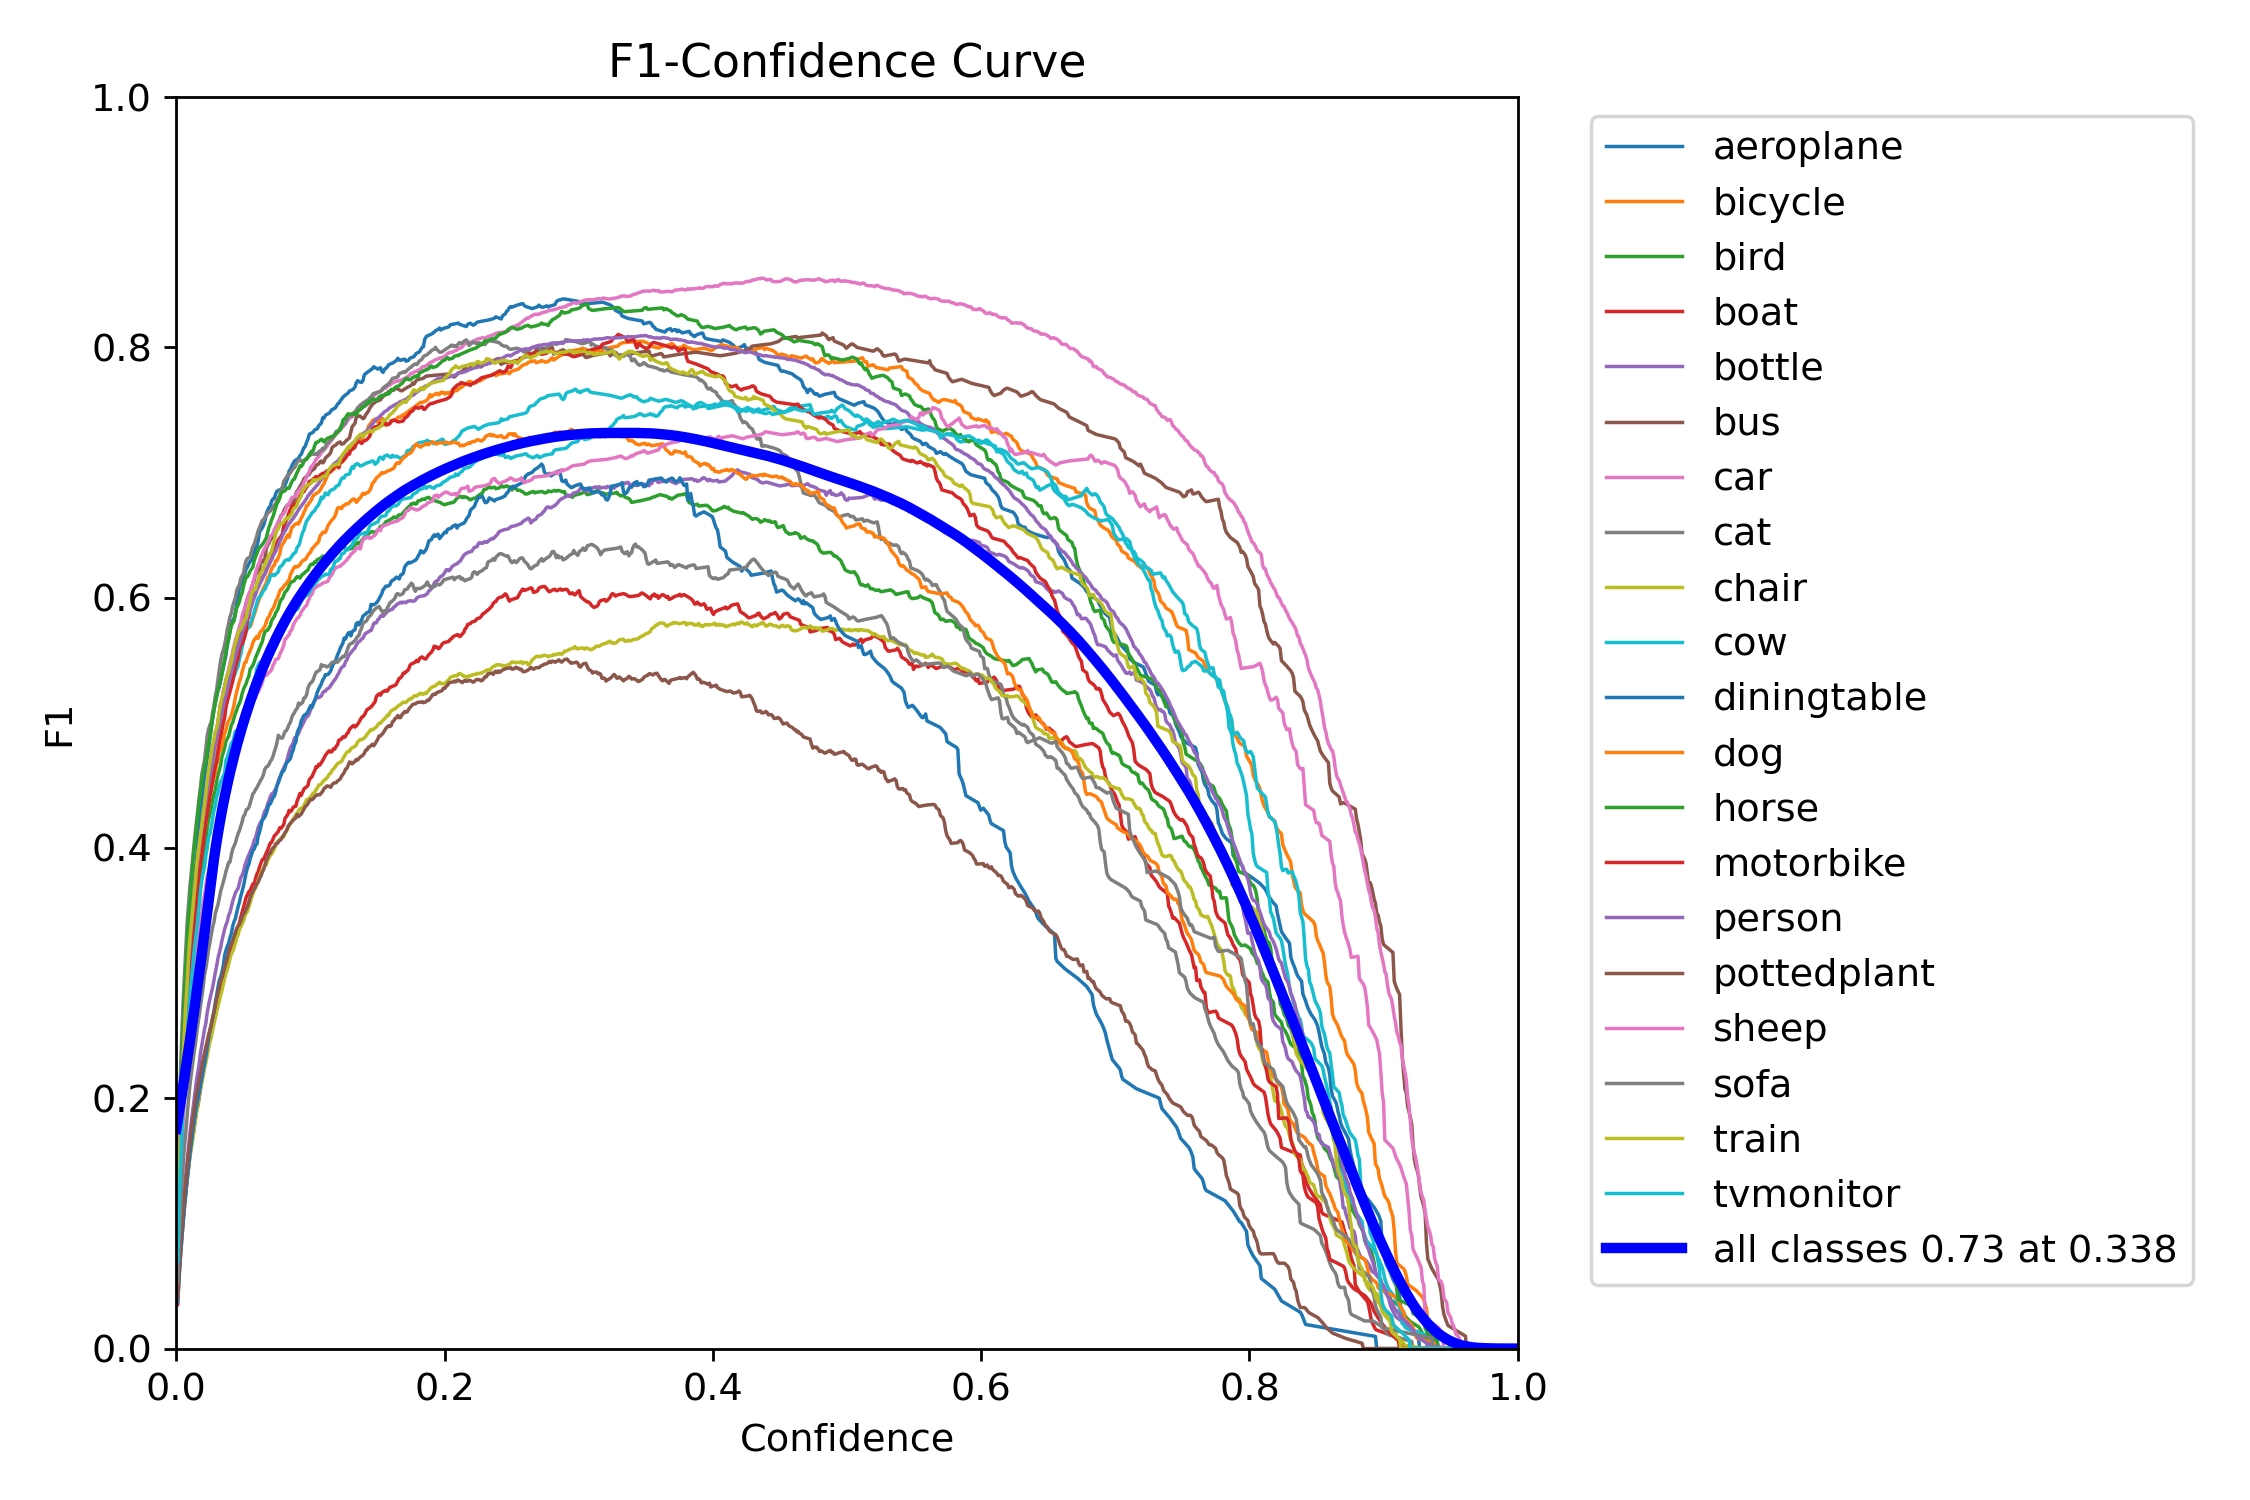 F1-Confidence Curve
1.0
0.8
0.6
0.4
0.2
0.0
F1
0.0 0.2 0.4 0.6 0.8 1.0
Confidence
aeroplane
bicycle
bird
boat
bottle
bus
car
cat
chair
cow
diningtable
dog
horse
motorbike
person
pottedplant
sheep
sofa
train
tvmonitor
all classes 0.73 at 0.338